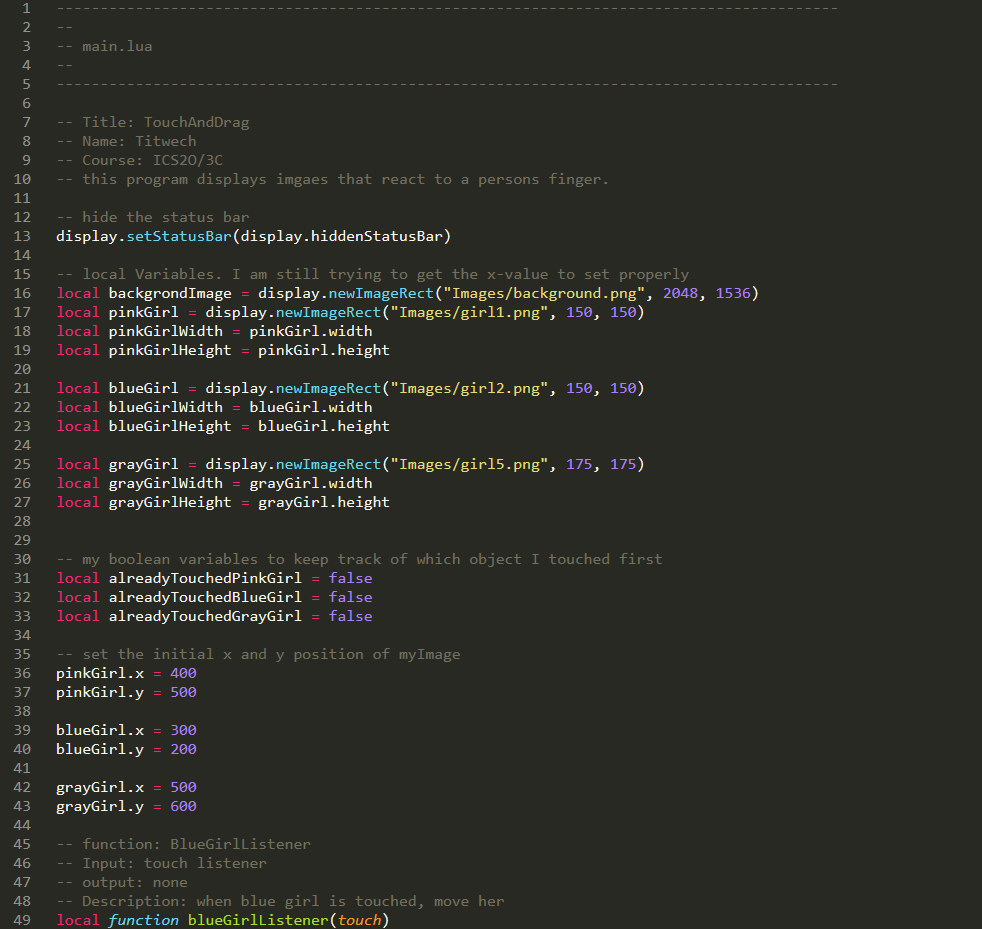 1 -----------------------------------------------------------------------------------------
2 --
3 -- main.lua
4 --
5 -----------------------------------------------------------------------------------------
6
7 -- Title: TouchAndDrag
8 -- Name: Titwech
9 -- Course: ICS2O/3C
10 -- this program displays imgaes that react to a persons finger.
11
12 -- hide the status bar
13 display.setStatusBar(display.hiddenStatusBar)
14
15 -- local Variables. I am still trying to get the x-value to set properly
16 local backgrondImage = display.newImageRect("Images/background.png", 2048, 1536)
17 local pinkGirl = display.newImageRect("Images/girl1.png", 150, 150)
18 local pinkGirlWidth = pinkGirl.width
19 local pinkGirlHeight = pinkGirl.height
20
21 local blueGirl = display.newImageRect("Images/girl2.png", 150, 150)
22 local blueGirlWidth = blueGirl.width
23 local blueGirlHeight = blueGirl.height
24
25 local grayGirl = display.newImageRect("Images/girl5.png", 175, 175)
26 local grayGirlWidth = grayGirl.width
27 local grayGirlHeight = grayGirl.height
28
29
30 -- my boolean variables to keep track of which object I touched first
31 local alreadyTouchedPinkGirl = false
32 local alreadyTouchedBlueGirl = false
33 local alreadyTouchedGrayGirl = false
34
35 -- set the initial x and y position of myImage
36 pinkGirl.x = 400
37 pinkGirl.y = 500
38
39 blueGirl.x = 300
40 blueGirl.y = 200
41
42 grayGirl.x = 500
43 grayGirl.y = 600
44
45 -- function: BlueGirlListener
46 -- Input: touch listener
47 -- output: none
48 -- Description: when blue girl is touched, move her
49 local function blueGirlListener(touch)